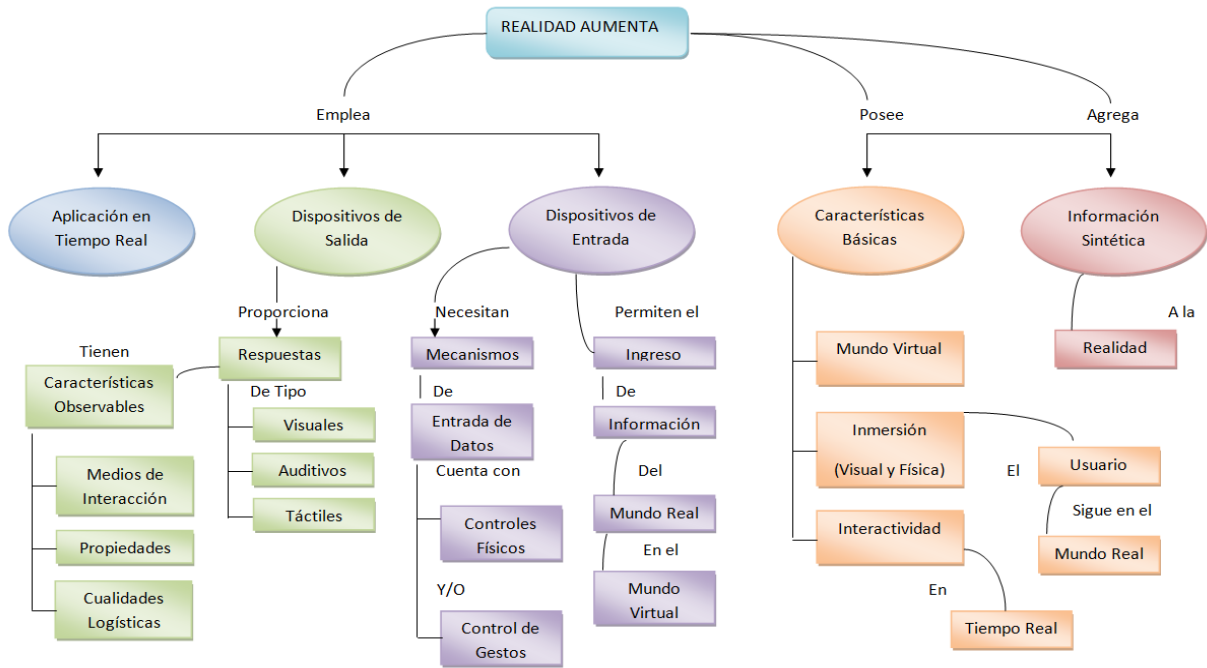 REALIDAD AUMENTA
Emplea
Posee
Agrega
Aplicación en
Tiempo Real
Dispositivos de
Salida
Dispositivos de
Entrada
Características
Básicas
Información
Sintética
Proporciona
Necesitan
Permiten el
A la
Tienen
Respuestas
Mecanismos
Ingreso
Mundo Virtual
Realidad
Características
Observables
De Tipo
De
De
Visuales
Entrada de
Datos
Información
Inmersión
(Visual y Física)
El
Usuario
Medios de
Interacción
Auditivos
Cuenta con
Del
Táctiles
Controles
Físicos
Mundo Real
Interactividad
Sigue en el
Mundo Real
Propiedades
En el
Cualidades
Logísticas
Y/O
Mundo
Virtual
En
Control de
Gestos
Tiempo Real